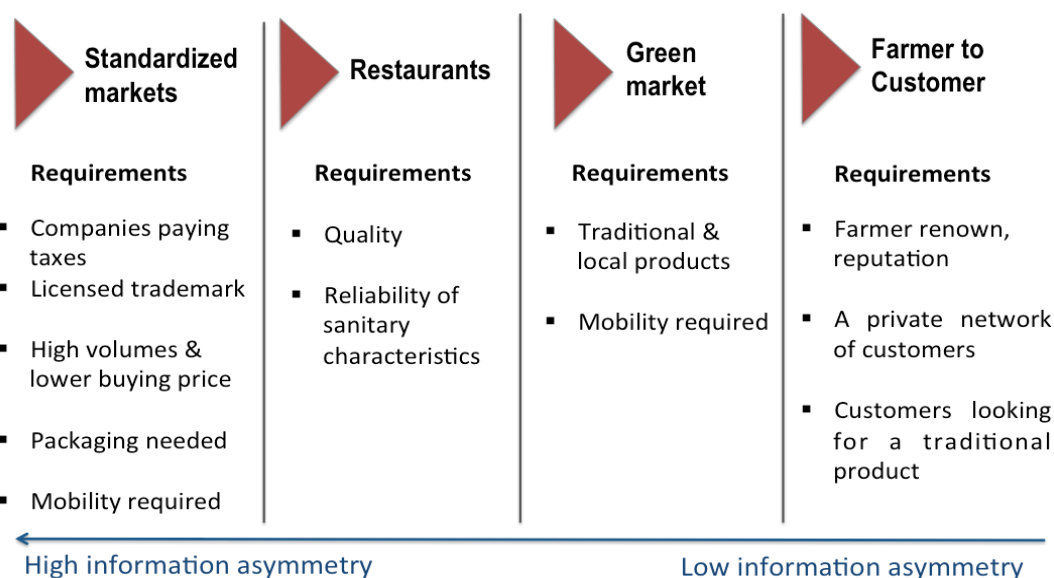 Standardized
markets
Requirements
▪ Companies paying
taxes
▪ Licensed trademark
▪ High volumes &
lower buying price
▪ Packaging needed
▪ Mobility required
Restaurants
Requirements
▪ Quality
▪ Reliability of
sanitary
characteristics
Green
market
Requirements
▪ Traditional &
local products
▪ Mobility required
Farmer to
Customer
Requirements
▪ Farmer renown,
reputation
▪ A private network
of customers
▪ Customers looking
for a traditional
product
High information asymmetry
Low information asymmetry